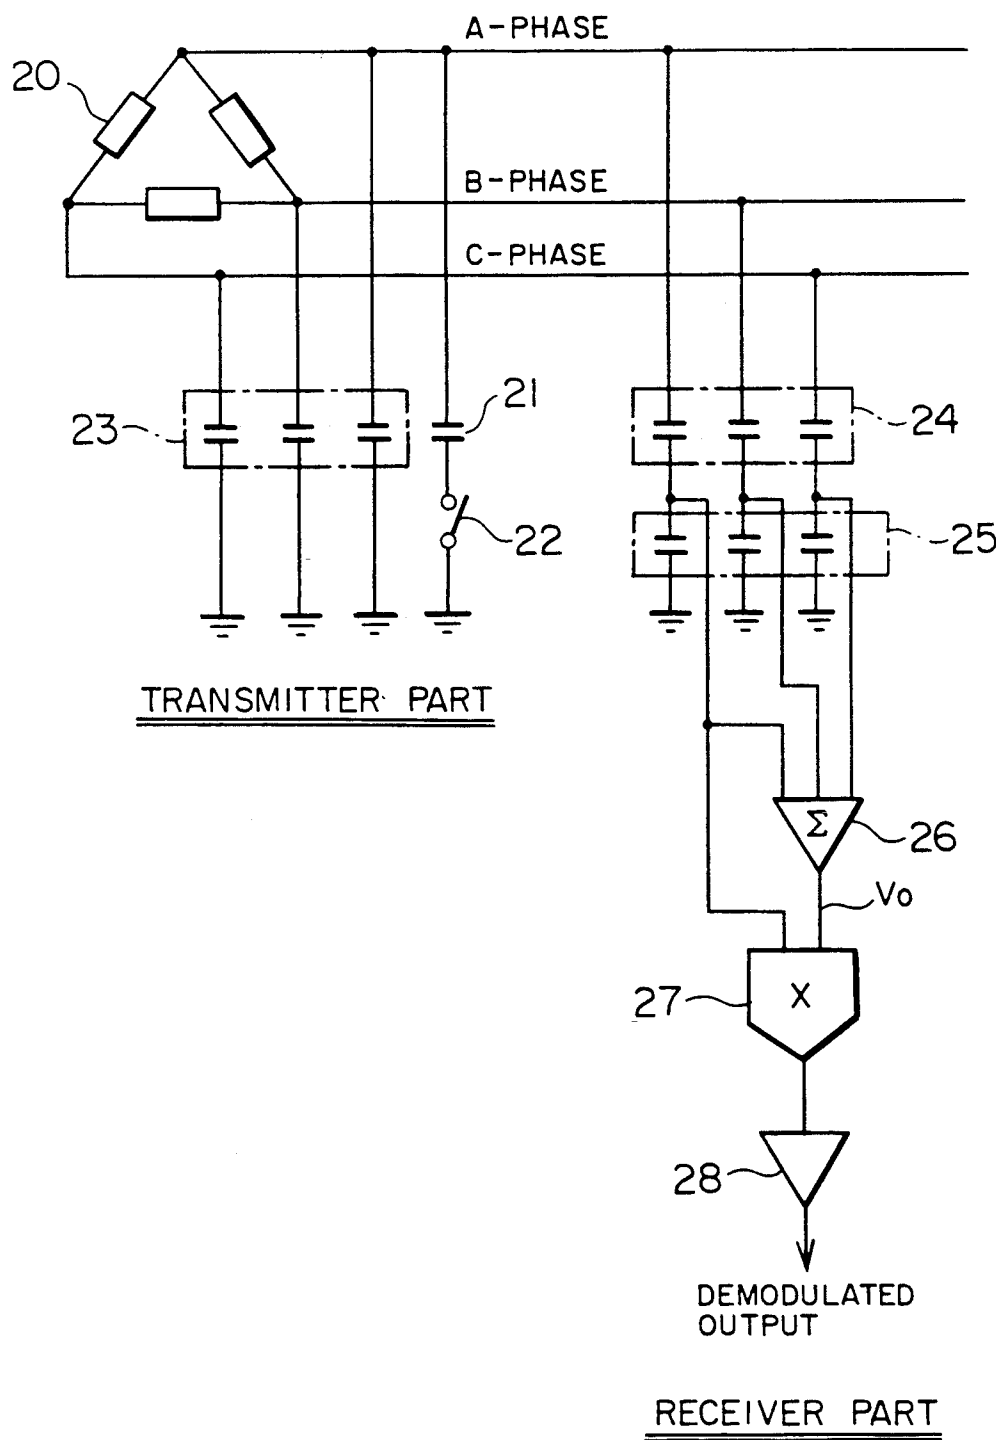 A-PHASE
20
B-PHASE
C-PHASE
21
23
24
22
25
TRANSMITTER PART
Σ
26
Vo
27
X
28
DEMODULATED
OUTPUT
RECEIVER PART